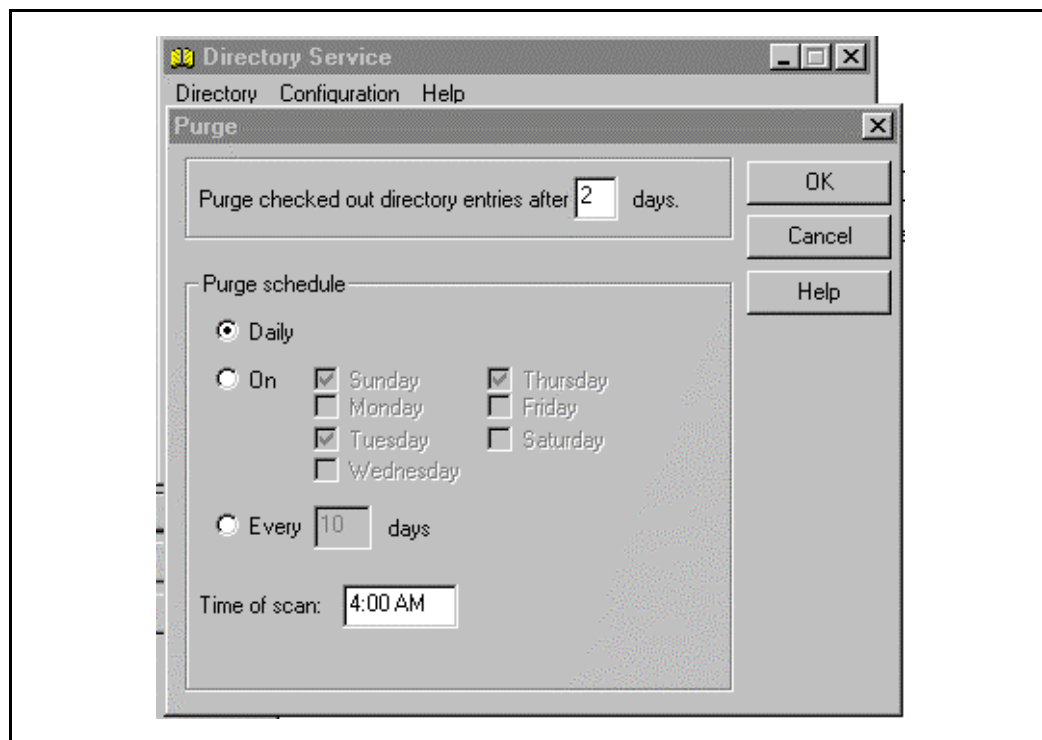 Directory Service
Directory Configuration Help
Purge
Purge checked out directory entries after 2 days.
OK
Cancel
Help
Purge schedule
Daily
On Sunday Thursday
Monday Friday
Tuesday Saturday
Wednesday
Every 10 days
Time of scan: 4:00 AM